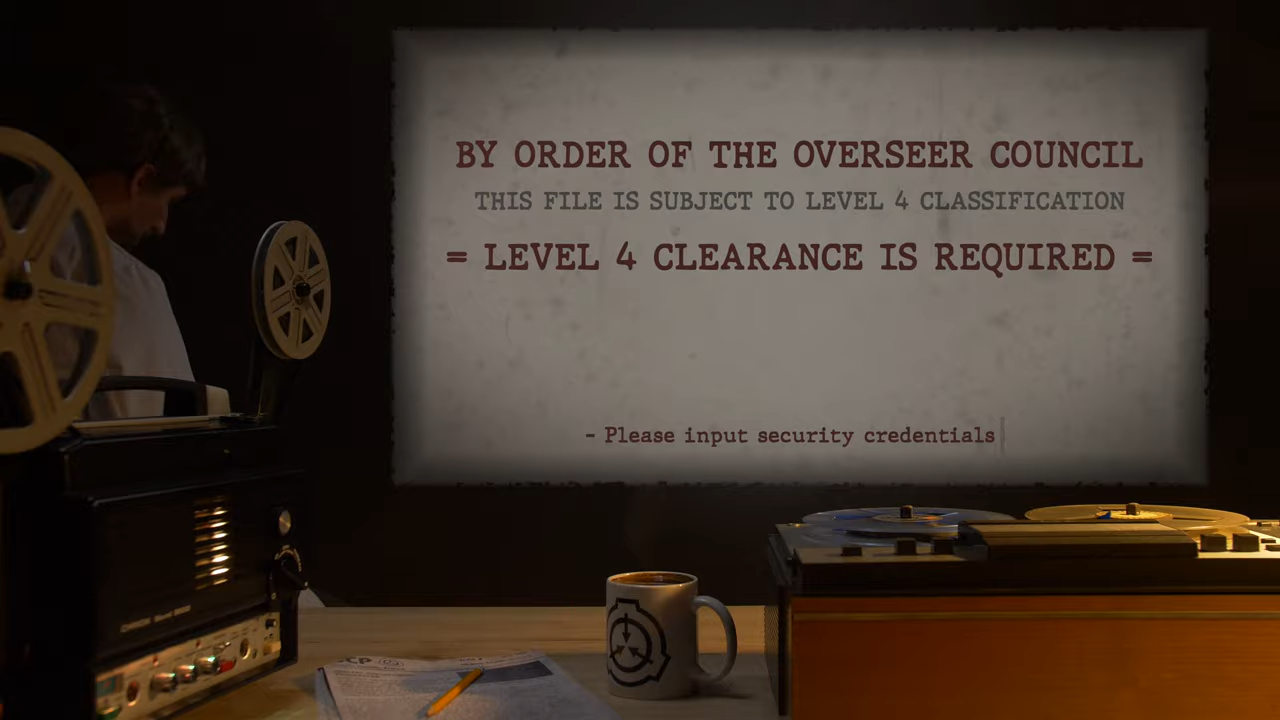 BY ORDER OF THE OVERSEER COUNCIL
THIS FILE IS SUBJECT TO LEVEL 4 CLASSIFICATION
= LEVEL 4 CLEARANCE IS REQUIRED =
- Please input security credentials